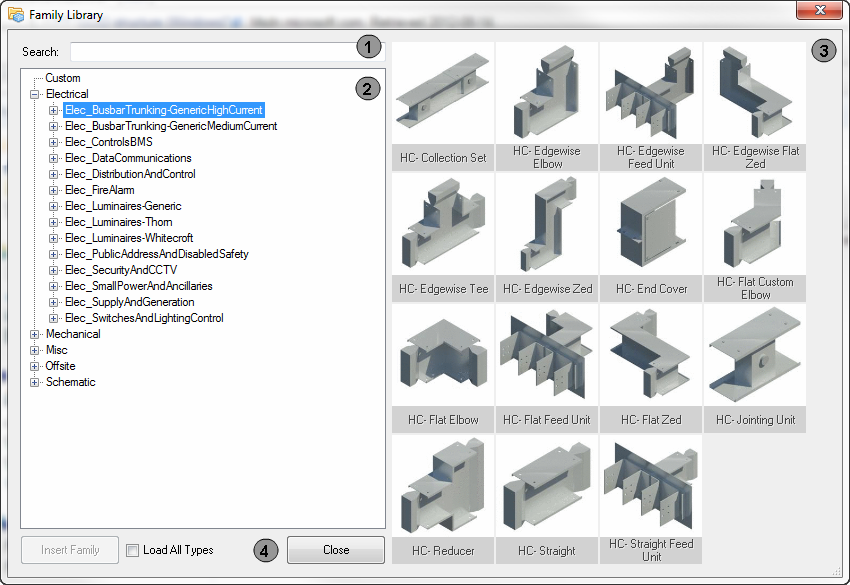 Family Library
Search:
1
2
3
Custom
Electrical
Elec_BusbarTrunking-GenericHighCurrent
Elec_BusbarTrunking-GenericMediumCurrent
Elec_ControlsBMS
Elec_DataCommunications
Elec_DistributionAndControl
Elec_FireAlarm
Elec_Luminaires-Generic
Elec_Luminaires-Thorn
Elec_Luminaires-Whitecroft
Elec_PublicAddressAndDisabledSafety
Elec_SecurityAndCCTV
Elec_SmallPowerAndAncillaries
Elec_SupplyAndGeneration
Elec_SwitchesAndLightingControl
Mechanical
Misc
Offsite
Schematic
HC- Collection Set
HC- Edgewise
Elbow
HC- Edgewise
Feed Unit
HC- Edgewise Flat
Zed
HC- Edgewise Tee
HC- Edgewise Zed
HC- End Cover
HC- Flat Custom
Elbow
HC- Flat Elbow
HC- Flat Feed Unit
HC- Flat Zed
HC- Jointing Unit
HC- Reducer
HC- Straight
HC- Straight Feed
Unit
Insert Family
Load All Types
4
Close